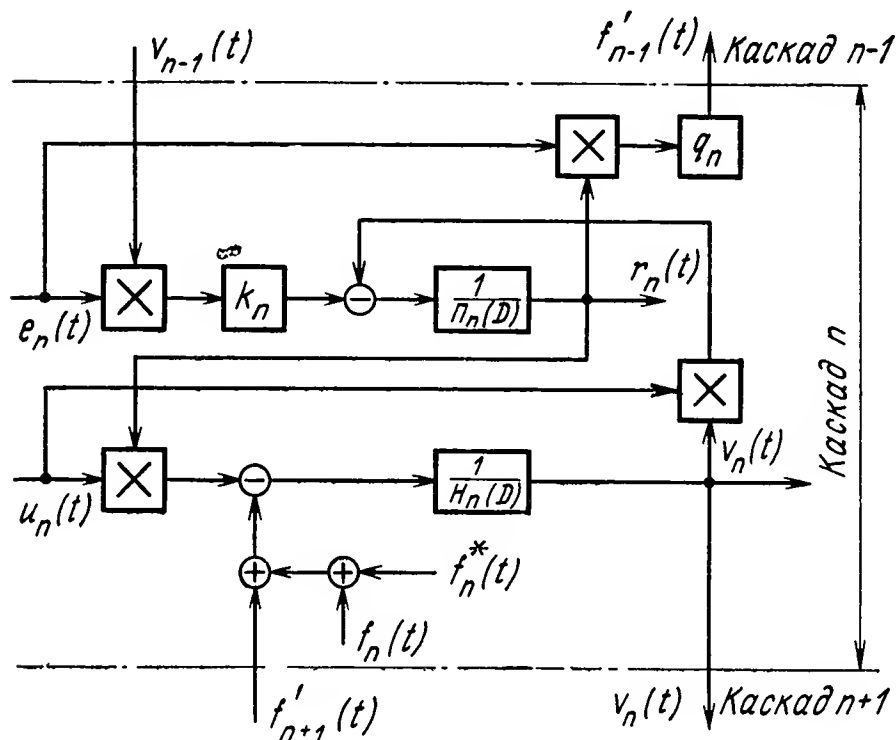 v_{n-1}(t)
f'_{n-1}(t) Каскад n-1
×
q_n
r_n(t)
×
k_n
-
1/П_n(D)
e_n(t)
×
Каскад n
×
-
1/H_n(D)
v_n(t)
u_n(t)
+
+
f_n^*(t)
f_n(t)
f'_{n+1}(t)
v_n(t) Каскад n+1